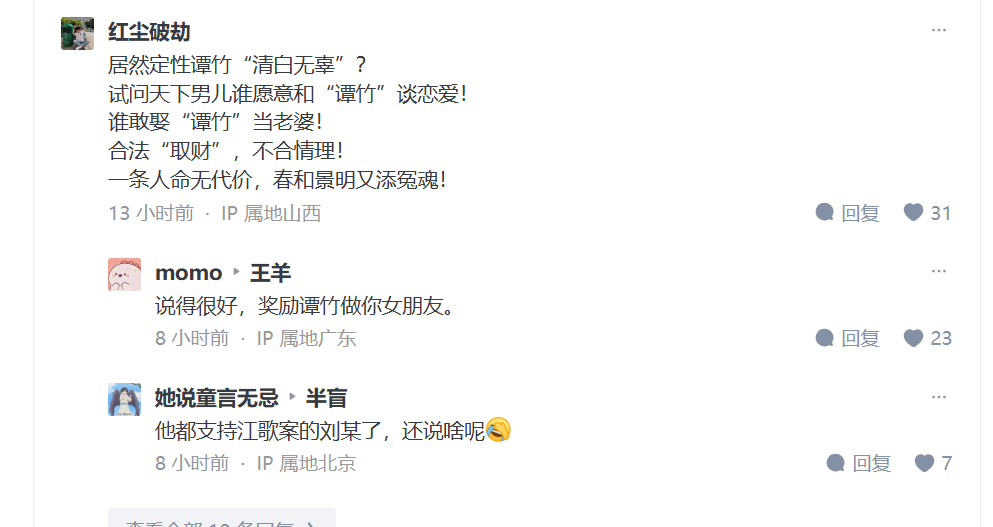 红尘破劫
居然定性谭竹“清白无辜”？
试问天下男儿谁愿意和“谭竹”谈恋爱！
谁敢娶“谭竹”当老婆！
合法“取财”，不合情理！
一条人命无代价，春和景明又添冤魂！
13 小时前 · IP 属地山西
回复 31
momo ▸ 王羊
说得很好，奖励谭竹做你女朋友。
8 小时前 · IP 属地广东
回复 23
她说童言无忌 ▸ 半盲
他都支持江歌案的刘某了，还说啥呢🤣
8 小时前 · IP 属地北京
回复 7